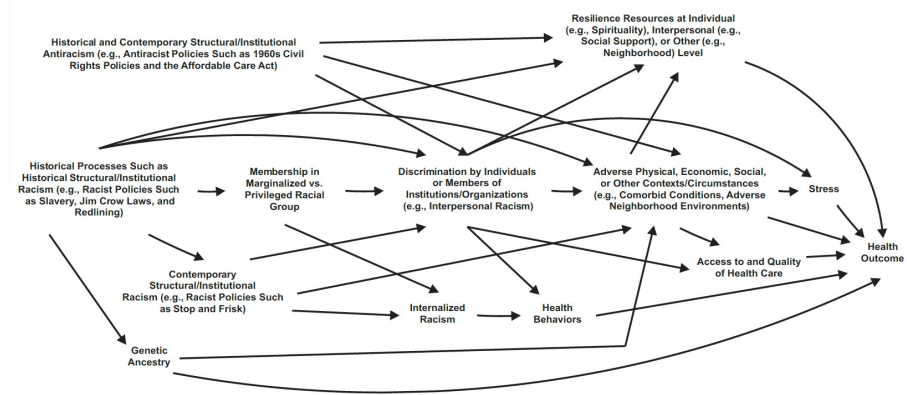 Resilience Resources at Individual
(e.g., Spirituality), Interpersonal (e.g.,
Social Support), or Other (e.g.,
Neighborhood) Level
Historical and Contemporary Structural/Institutional
Antiracism (e.g., Antiracist Policies Such as 1960s Civil
Rights Policies and the Affordable Care Act)
Historical Processes Such as
Historical Structural/Institutional
Racism (e.g., Racist Policies Such
as Slavery, Jim Crow Laws, and
Redlining)
Membership in
Marginalized vs.
Privileged Racial
Group
Discrimination by Individuals
or Members of
Institutions/Organizations
(e.g., Interpersonal Racism)
Adverse Physical, Economic, Social,
or Other Contexts/Circumstances
(e.g., Comorbid Conditions, Adverse
Neighborhood Environments)
Stress
Health
Outcome
Access to and Quality
of Health Care
Contemporary
Structural/Institutional
Racism (e.g., Racist Policies Such
as Stop and Frisk)
Internalized
Racism
Health
Behaviors
Genetic
Ancestry